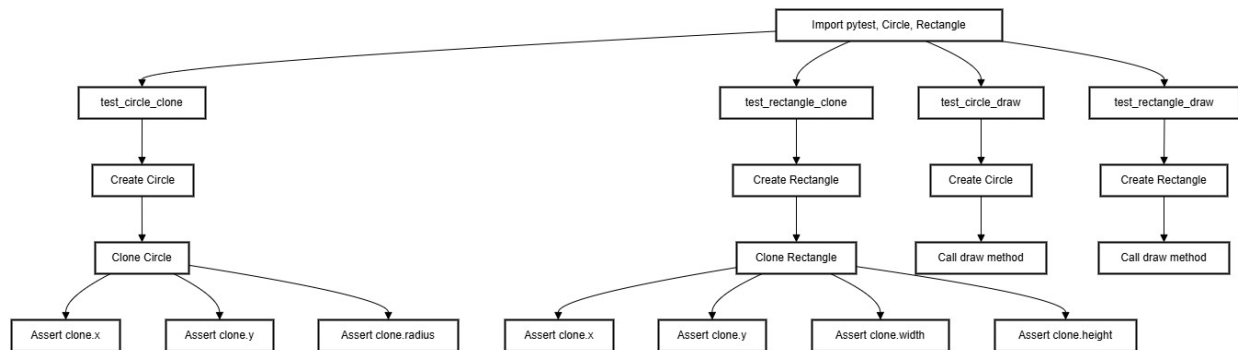 Import pytest, Circle, Rectangle
test_circle_clone
test_rectangle_clone
test_circle_draw
test_rectangle_draw
Create Circle
Create Rectangle
Create Circle
Create Rectangle
Clone Circle
Clone Rectangle
Call draw method
Call draw method
Assert clone.x
Assert clone.y
Assert clone.radius
Assert clone.x
Assert clone.y
Assert clone.width
Assert clone.height